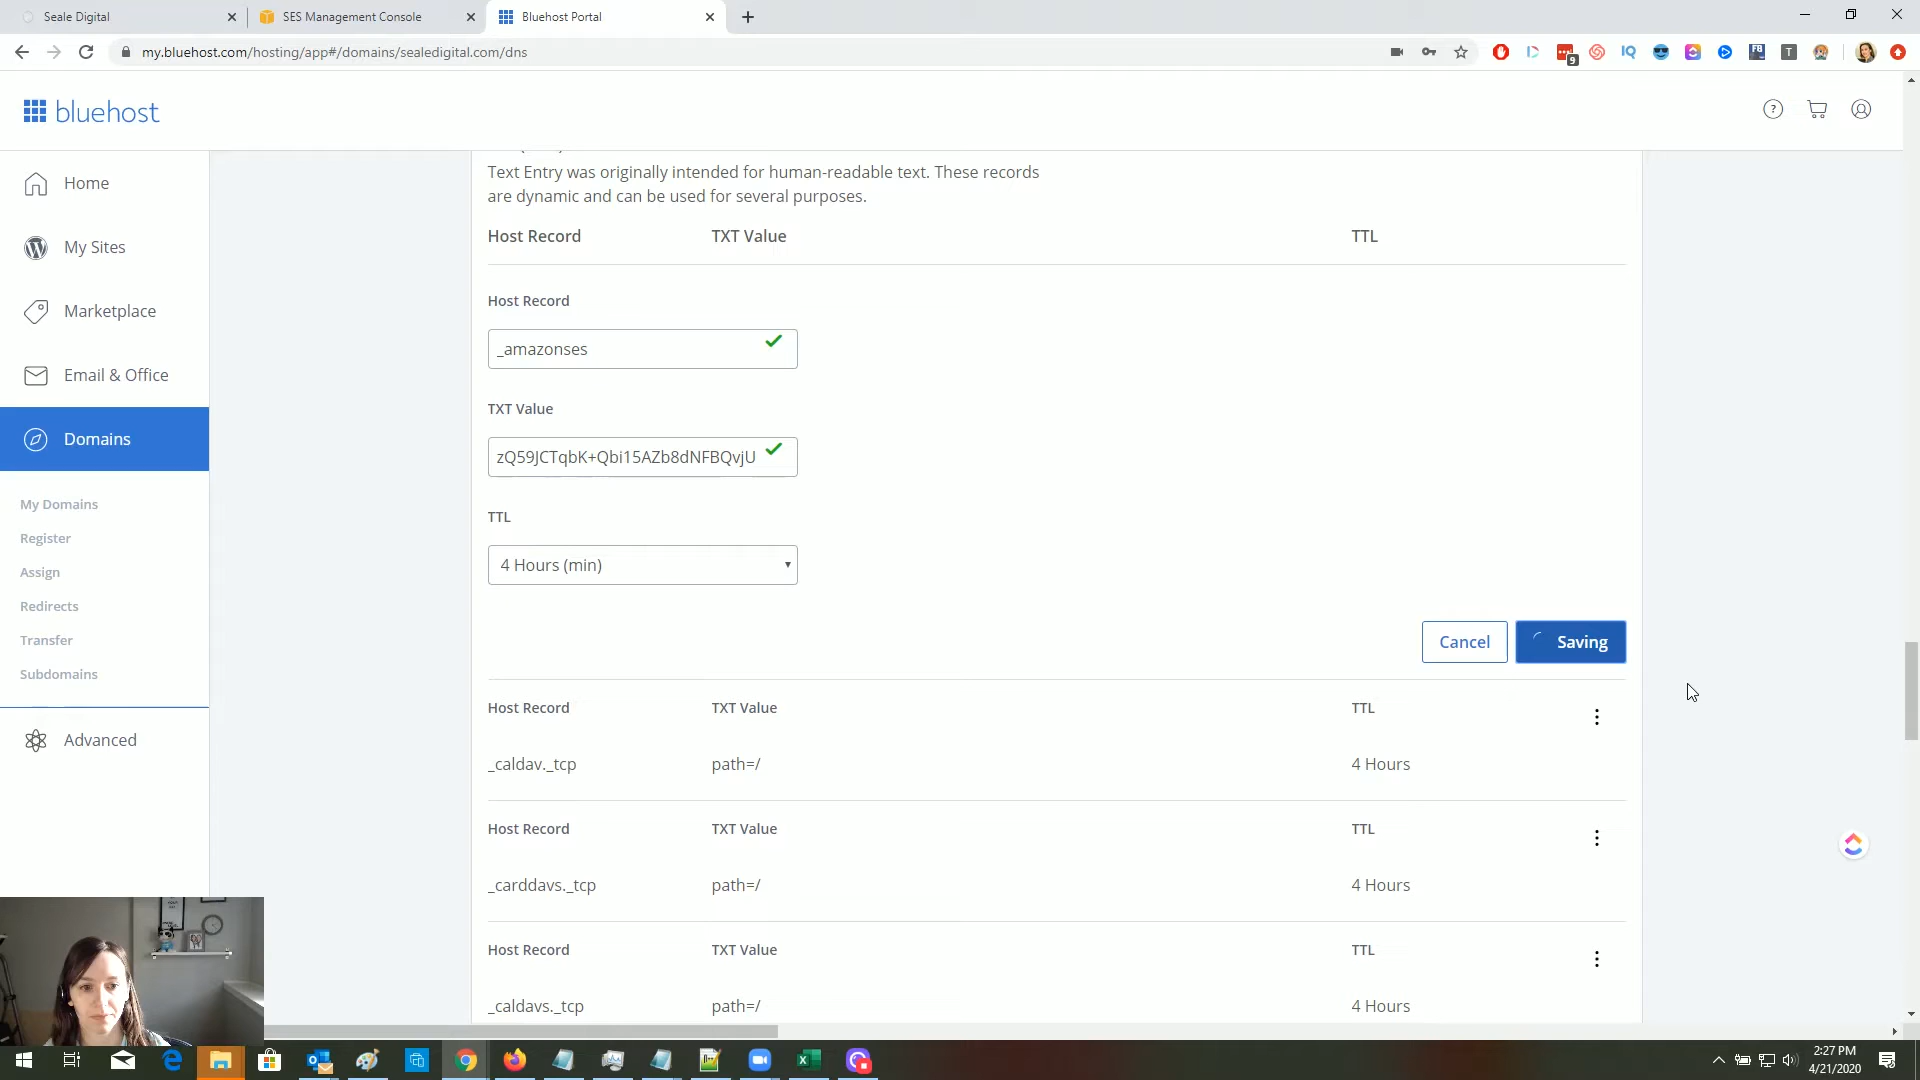 Seale Digital
SES Management Console
Bluehost Portal
my.bluehost.com/hosting/app#/domains/sealedigital.com/dns
9
IQ
FB
T
bluehost
?
Home
My Sites
Marketplace
Email & Office
Domains
My Domains
Register
Assign
Redirects
Transfer
Subdomains
Advanced
Text Entry was originally intended for human-readable text. These records
are dynamic and can be used for several purposes.
Host Record TXT Value TTL
Host Record
_amazonses
TXT Value
zQ59JCTqbK+Qbi15AZb8dNFBQvjU
TTL
4 Hours (min)
Cancel Saving
Host Record TXT Value TTL
_caldav._tcp path=/ 4 Hours
Host Record TXT Value TTL
_carddavs._tcp path=/ 4 Hours
Host Record TXT Value TTL
_caldavs._tcp path=/ 4 Hours
2:27 PM
4/21/2020